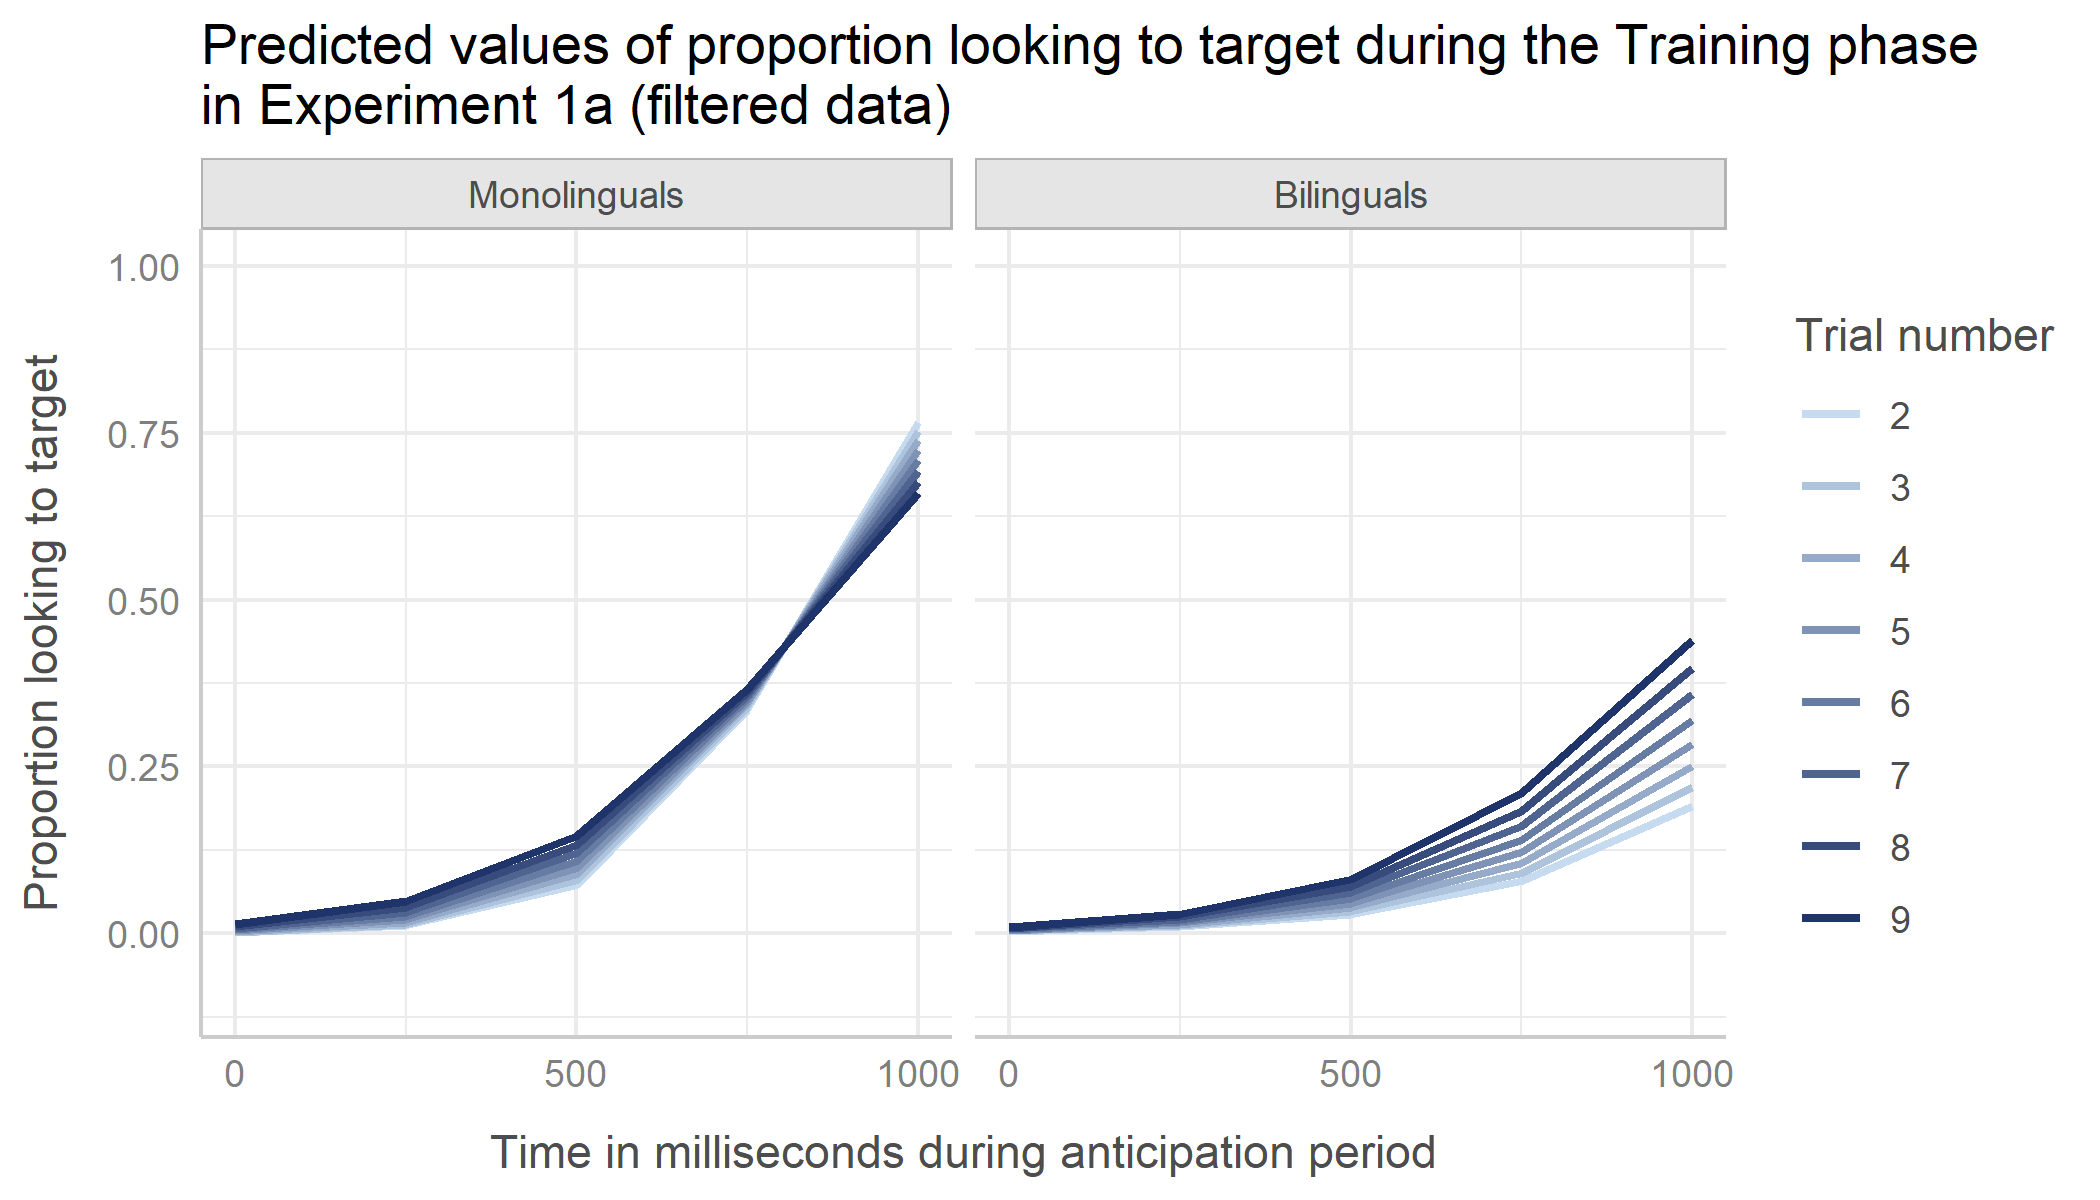 Predicted values of proportion looking to target during the Training phase
in Experiment 1a (filtered data)
Monolinguals
Bilinguals
Proportion looking to target
1.00
0.75
0.50
0.25
0.00
0
500
1000
0
500
1000
Time in milliseconds during anticipation period
Trial number
2
3
4
5
6
7
8
9